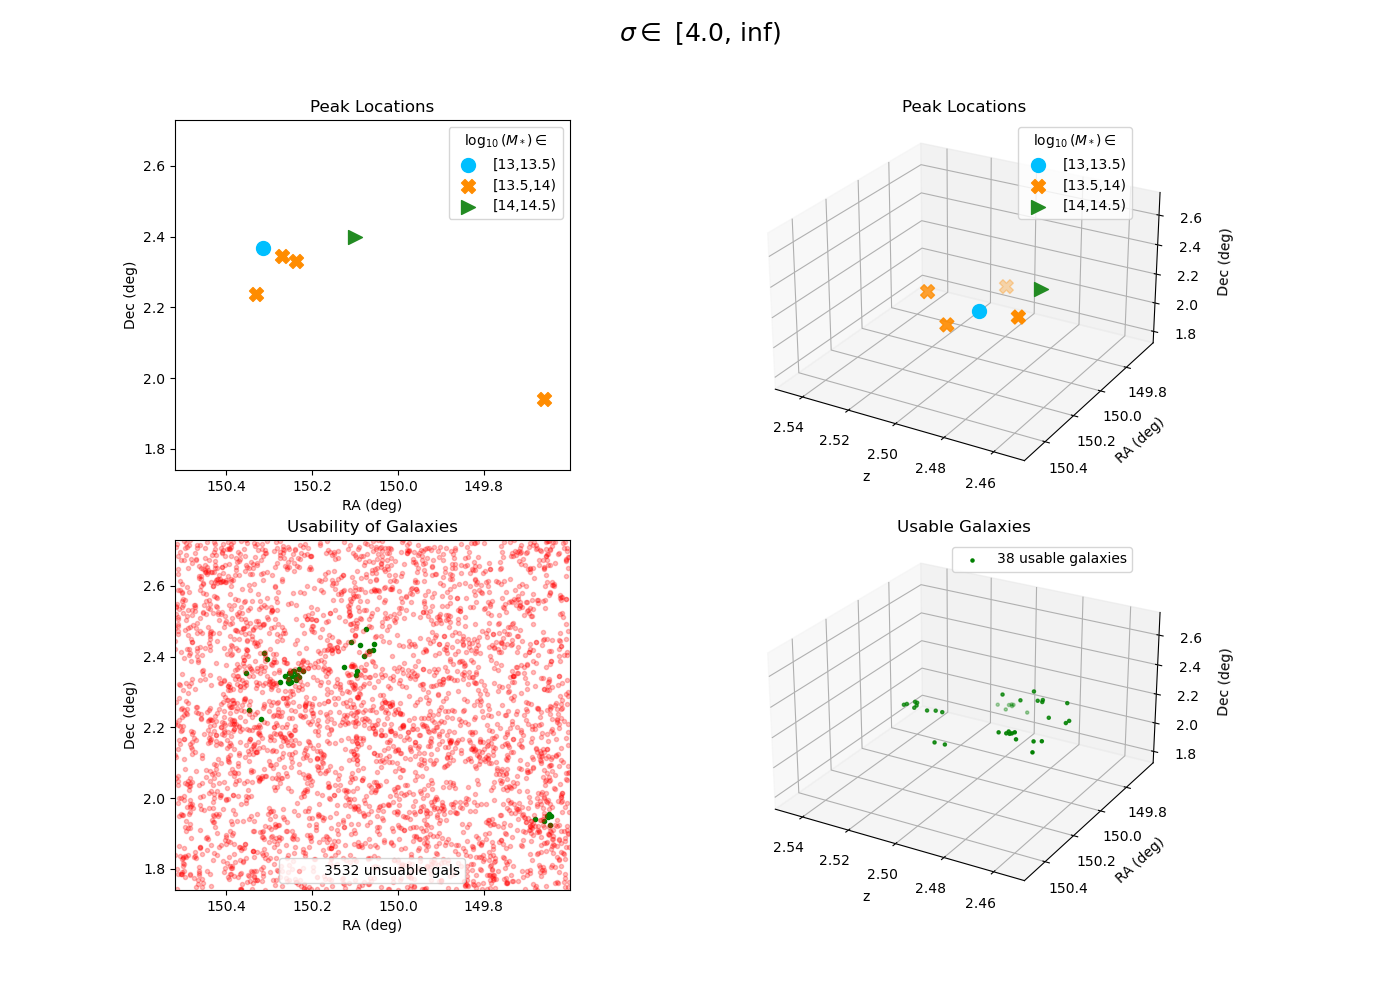 σ ∈ [4.0, inf)
Peak Locations
log₁₀(M*) ∈
[13,13.5)
[13.5,14)
[14,14.5)
2.6
2.4
2.2
2.0
1.8
Dec (deg)
150.4 150.2 150.0 149.8
RA (deg)
Peak Locations
log₁₀(M*) ∈
[13,13.5)
[13.5,14)
[14,14.5)
2.6
2.4
2.2
2.0
1.8
Dec (deg)
149.8
150.0
150.2
150.4
RA (deg)
2.54
2.52
2.50
2.48
2.46
z
Usability of Galaxies
2.6
2.4
2.2
2.0
1.8
Dec (deg)
3532 unsuable gals
150.4 150.2 150.0 149.8
RA (deg)
Usable Galaxies
38 usable galaxies
2.6
2.4
2.2
2.0
1.8
Dec (deg)
149.8
150.0
150.2
150.4
RA (deg)
2.54
2.52
2.50
2.48
2.46
z